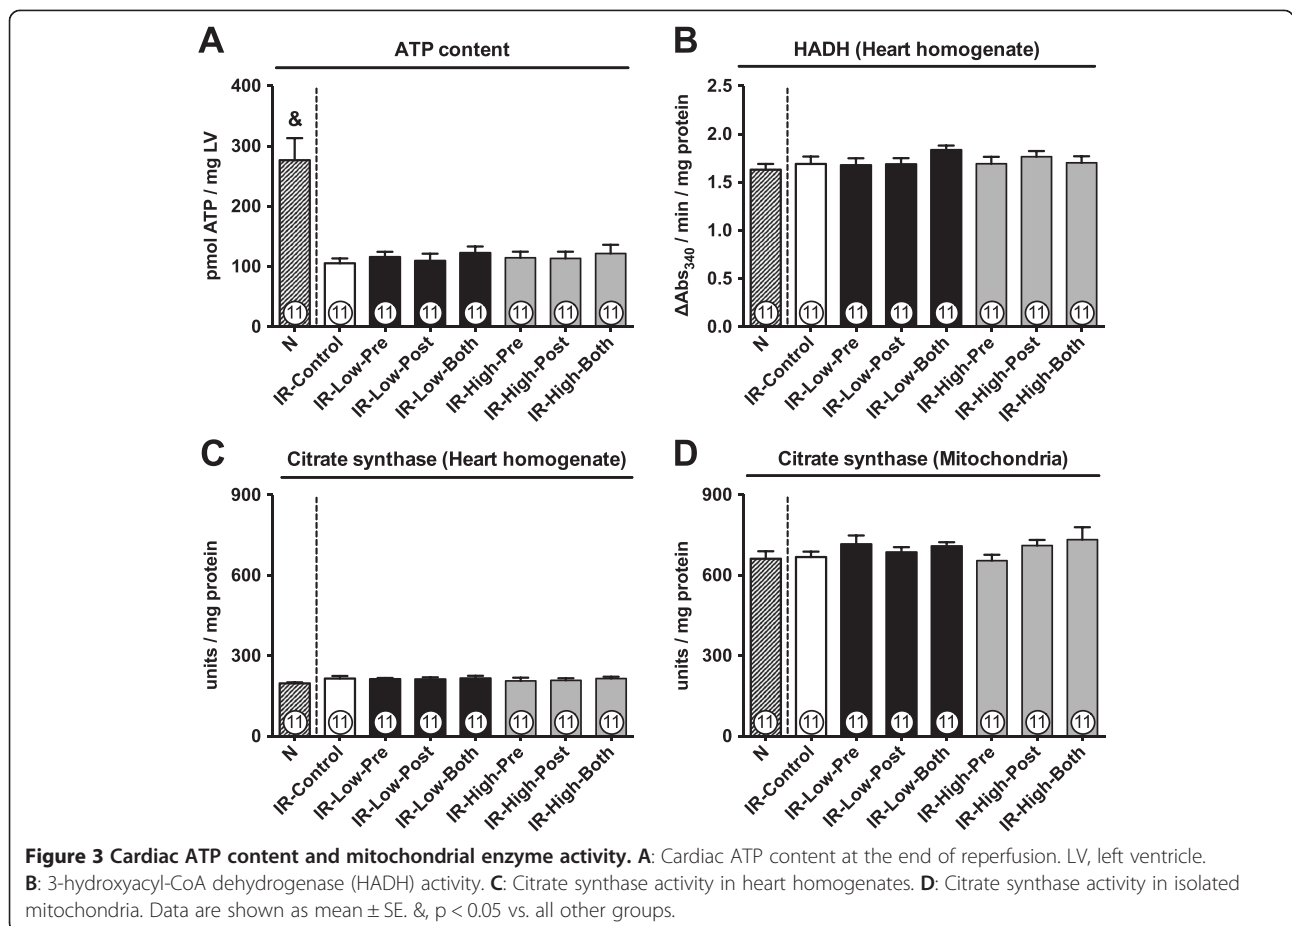 A
ATP content
pmol ATP / mg LV
400
300
200
100
0
&
11 11 11 11 11 11 11 11
N
IR-Control
IR-Low-Pre
IR-Low-Post
IR-Low-Both
IR-High-Pre
IR-High-Post
IR-High-Both
B
HADH (Heart homogenate)
ΔAbs340 / min / mg protein
2.5
2.0
1.5
1.0
0.5
0.0
11 11 11 11 11 11 11 11
N
IR-Control
IR-Low-Pre
IR-Low-Post
IR-Low-Both
IR-High-Pre
IR-High-Post
IR-High-Both
C
Citrate synthase (Heart homogenate)
units / mg protein
900
600
300
0
11 11 11 11 11 11 11 11
N
IR-Control
IR-Low-Pre
IR-Low-Post
IR-Low-Both
IR-High-Pre
IR-High-Post
IR-High-Both
D
Citrate synthase (Mitochondria)
units / mg protein
900
600
300
0
11 11 11 11 11 11 11 11
N
IR-Control
IR-Low-Pre
IR-Low-Post
IR-Low-Both
IR-High-Pre
IR-High-Post
IR-High-Both
Figure 3 Cardiac ATP content and mitochondrial enzyme activity. A: Cardiac ATP content at the end of reperfusion. LV, left ventricle.
B: 3-hydroxyacyl-CoA dehydrogenase (HADH) activity. C: Citrate synthase activity in heart homogenates. D: Citrate synthase activity in isolated
mitochondria. Data are shown as mean ± SE. &, p < 0.05 vs. all other groups.